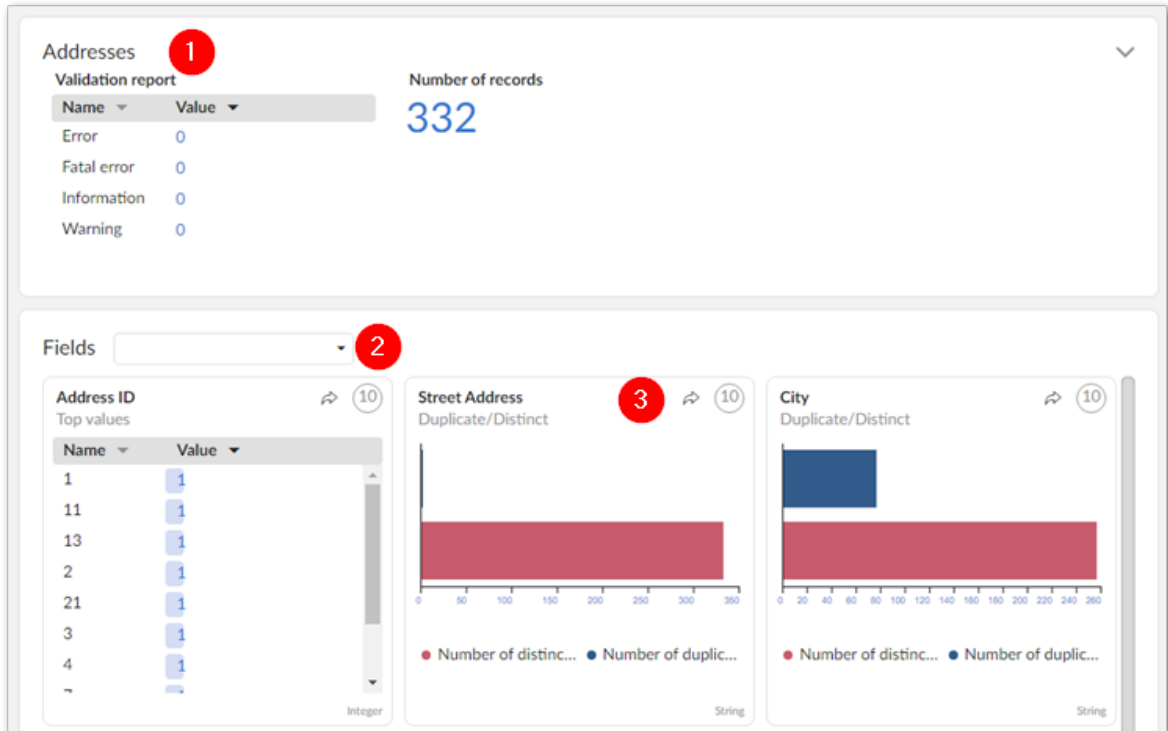 Addresses 1
Validation report
Number of records
Name Value
332
Error 0
Fatal error 0
Information 0
Warning 0
Fields 2
Address ID 10
Top values
Name Value
1 1
11 1
13 1
2 1
21 1
3 1
4 1
Integer
Street Address 3 10
Duplicate/Distinct
0 50 100 150 200 250 300 350
Number of distinc... Number of duplic...
String
City 10
Duplicate/Distinct
0 20 40 60 80 100 120 140 160 180 200 220 240 260
Number of distinc... Number of duplic...
String